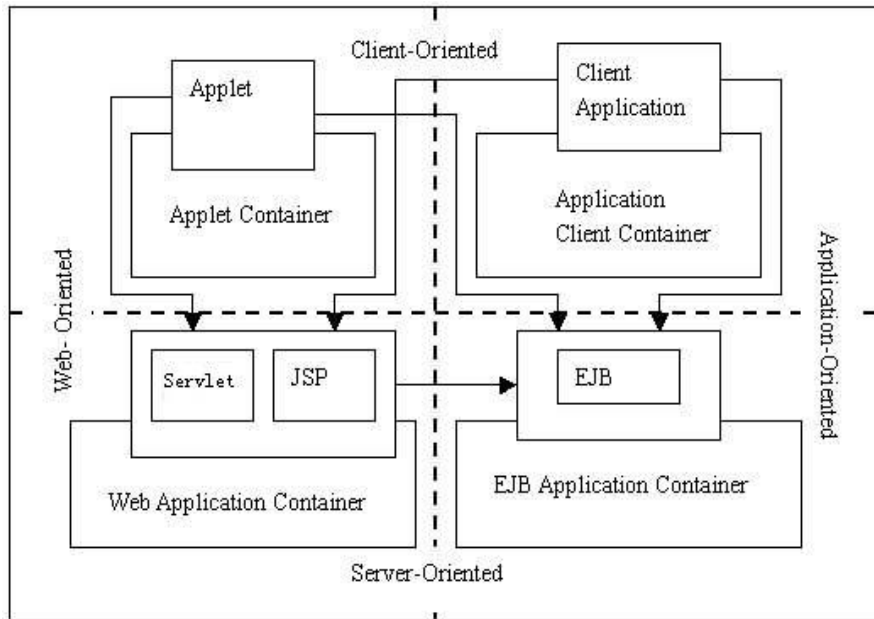 Client-Oriented
Applet
Client
Application
Applet Container
Application
Client Container
Web- Oriented
Application-Oriented
Servlet
JSP
EJB
Web Application Container
EJB Application Container
Server-Oriented